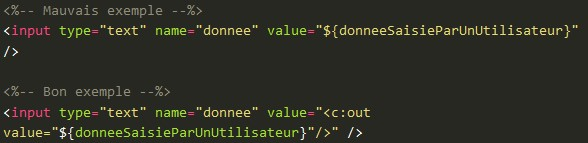 <%-- Mauvais exemple --%>
<input type="text" name="donnee" value="${donneeSaisieParUnUtilisateur}"
/>
<%-- Bon exemple --%>
<input type="text" name="donnee" value="<c:out
value="${donneeSaisieParUnUtilisateur}"/>" />